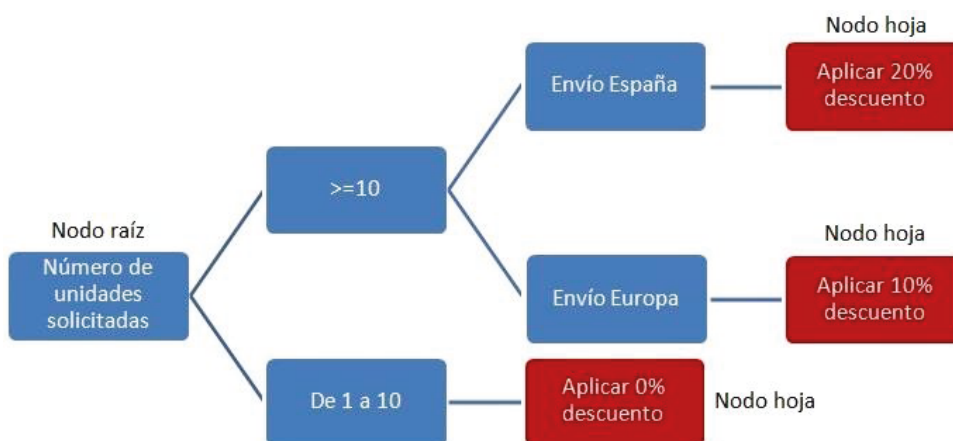 Nodo hoja
Envío España
Aplicar 20%
descuento
>=10
Nodo raíz
Número de
unidades
solicitadas
Nodo hoja
Envío Europa
Aplicar 10%
descuento
De 1 a 10
Aplicar 0%
descuento
Nodo hoja